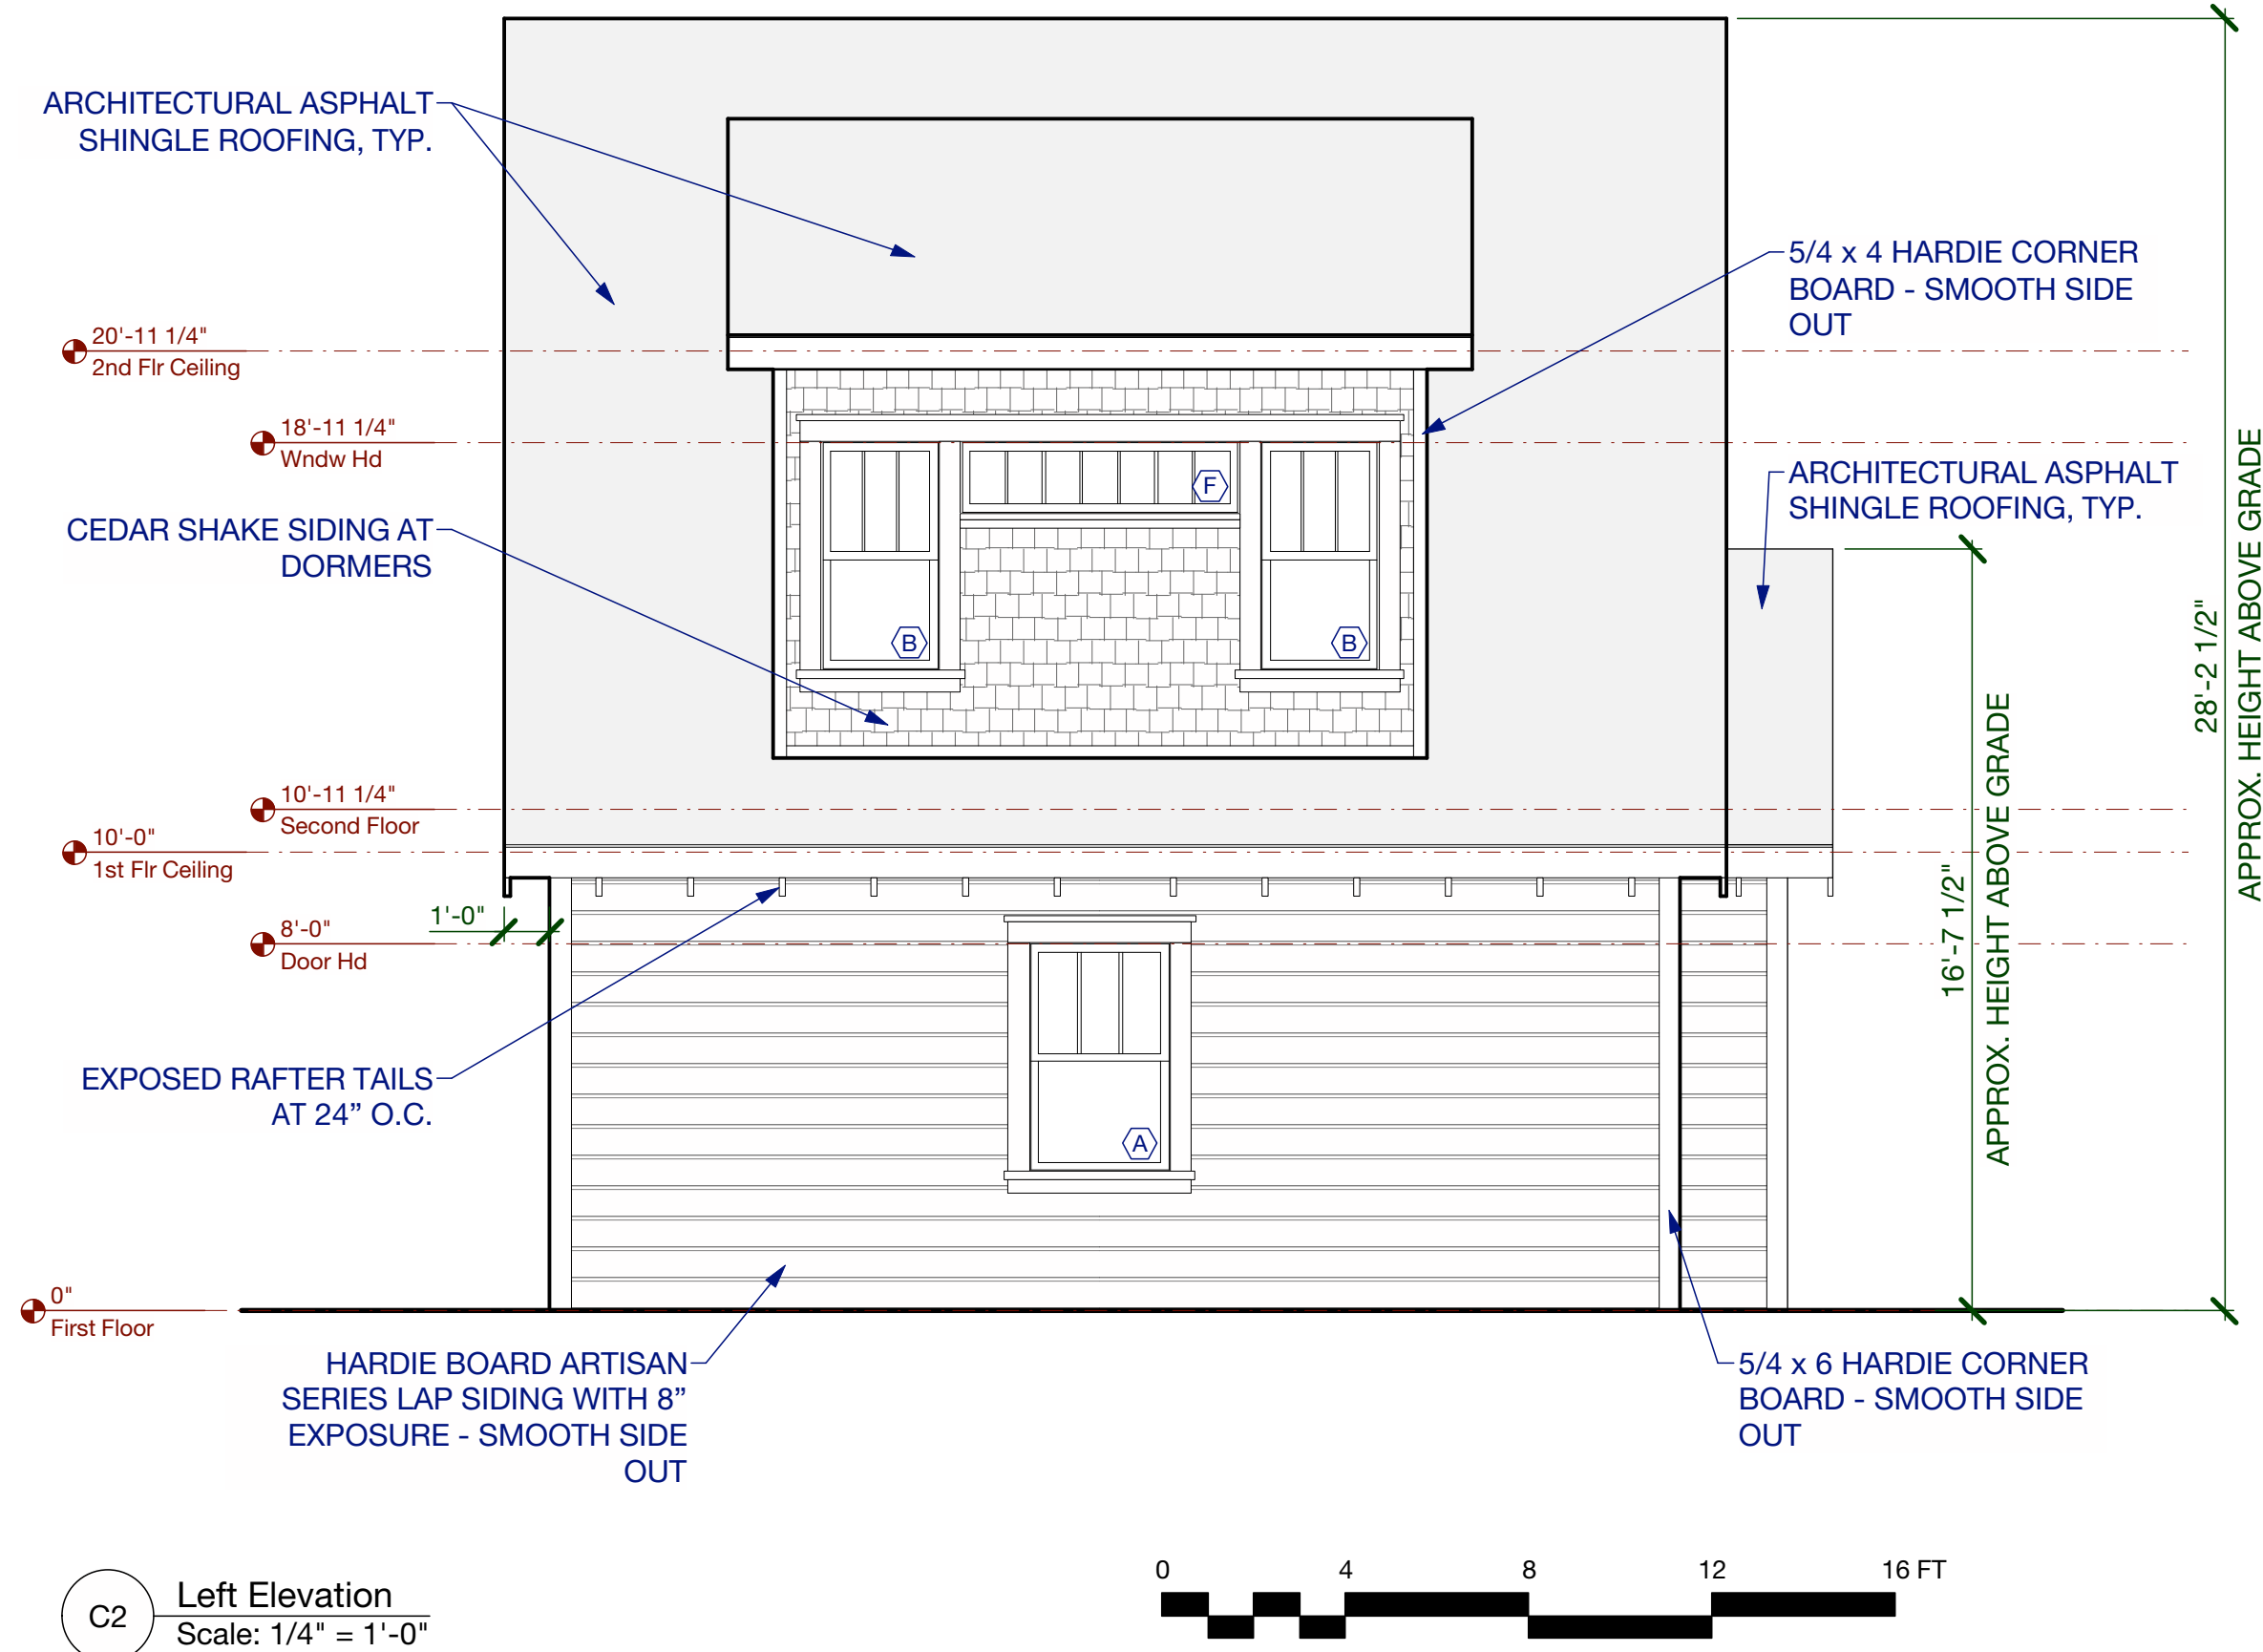 ARCHITECTURAL ASPHALT
SHINGLE ROOFING, TYP.
5/4 x 4 HARDIE CORNER
BOARD - SMOOTH SIDE
OUT
20'-11 1/4"
2nd Flr Ceiling
18'-11 1/4"
Wndw Hd
ARCHITECTURAL ASPHALT
SHINGLE ROOFING, TYP.
F
CEDAR SHAKE SIDING AT
DORMERS
B
B
28'-2 1/2"
APPROX. HEIGHT ABOVE GRADE
10'-11 1/4"
Second Floor
10'-0"
1st Flr Ceiling
16'-7 1/2"
APPROX. HEIGHT ABOVE GRADE
1'-0"
8'-0"
Door Hd
EXPOSED RAFTER TAILS
AT 24” O.C.
A
0"
First Floor
HARDIE BOARD ARTISAN
SERIES LAP SIDING WITH 8”
EXPOSURE - SMOOTH SIDE
OUT
5/4 x 6 HARDIE CORNER
BOARD - SMOOTH SIDE
OUT
C2
Left Elevation
Scale: 1/4" = 1'-0"
0 4 8 12 16 FT